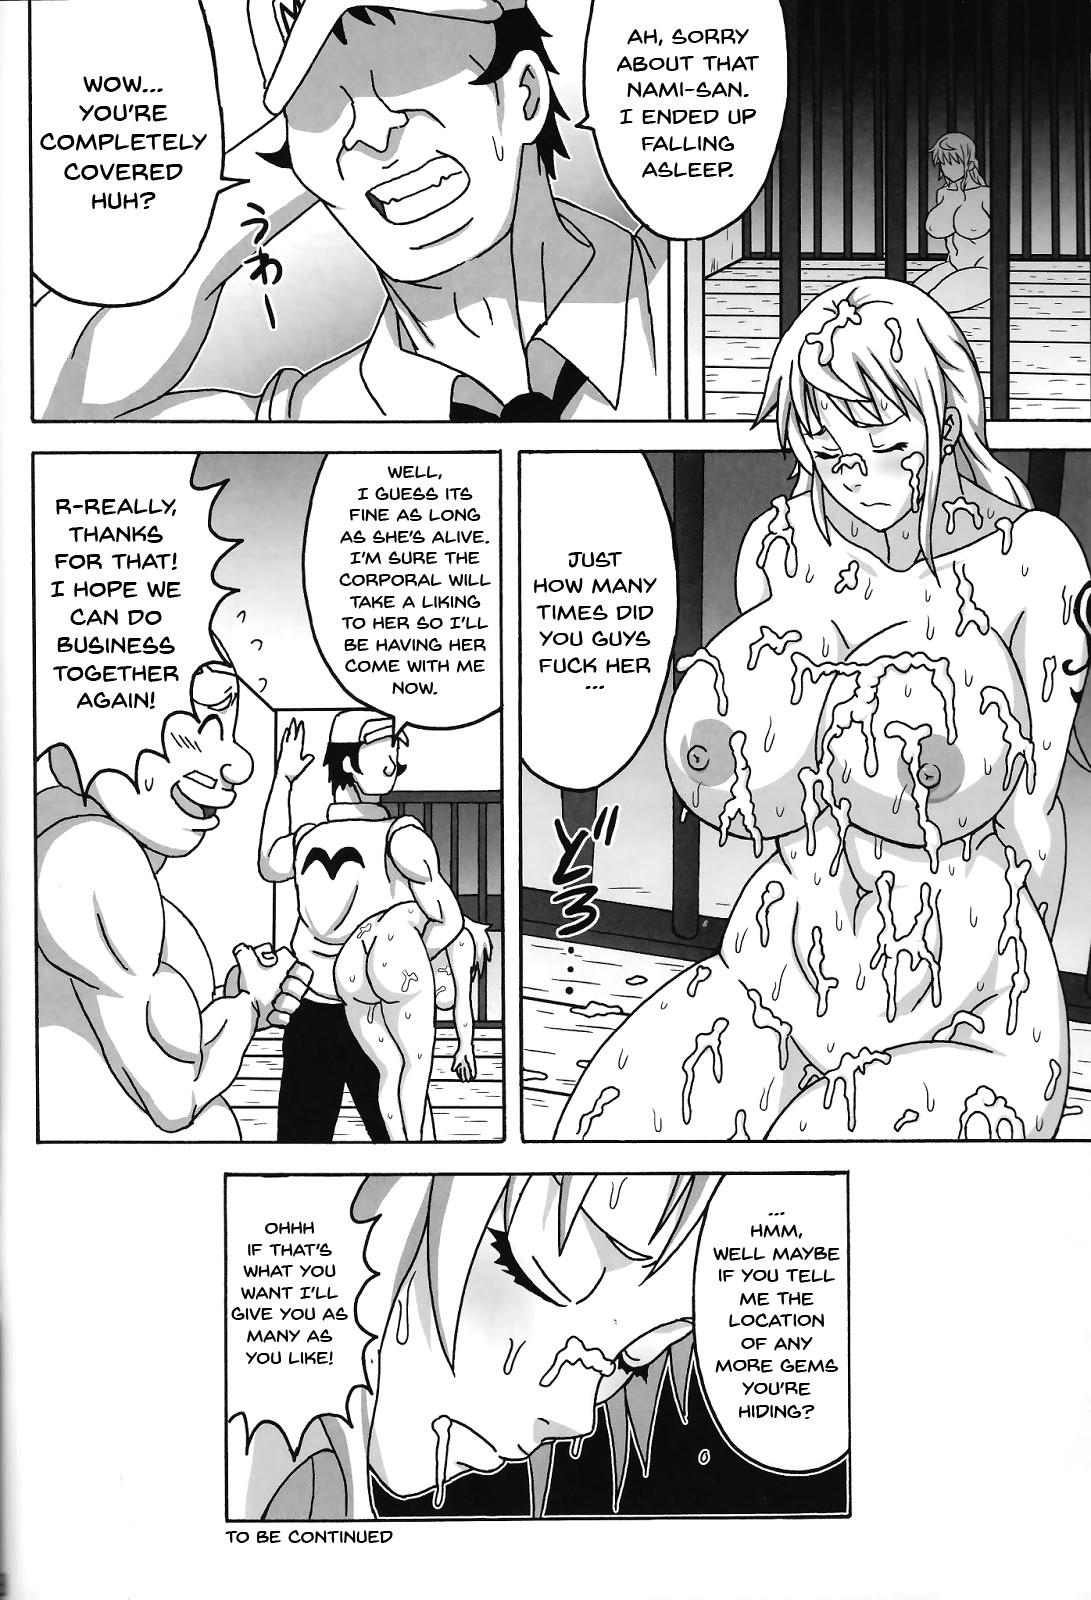 AH, SORRY
ABOUT THAT
NAMI-SAN.
I ENDED UP
FALLING
ASLEEP.
WOW...
YOU'RE
COMPLETELY
COVERED
HUH?
うわー
JUST
HOW MANY
TIMES DID
YOU GUYS
FUCK HER
...
ドロ…
WELL,
I GUESS ITS
FINE AS LONG
AS SHE'S ALIVE.
I'M SURE THE
CORPORAL WILL
TAKE A LIKING
TO HER SO I'LL
BE HAVING HER
COME WITH ME
NOW.
R-REALLY,
THANKS
FOR THAT!
I HOPE WE
CAN DO
BUSINESS
TOGETHER
AGAIN!
...
HMM,
WELL MAYBE
IF YOU TELL
ME THE
LOCATION
OF ANY
MORE GEMS
YOU'RE
HIDING?
OHHH
IF THAT'S
WHAT YOU
WANT I'LL
GIVE YOU AS
MANY AS
YOU LIKE!
TO BE CONTINUED